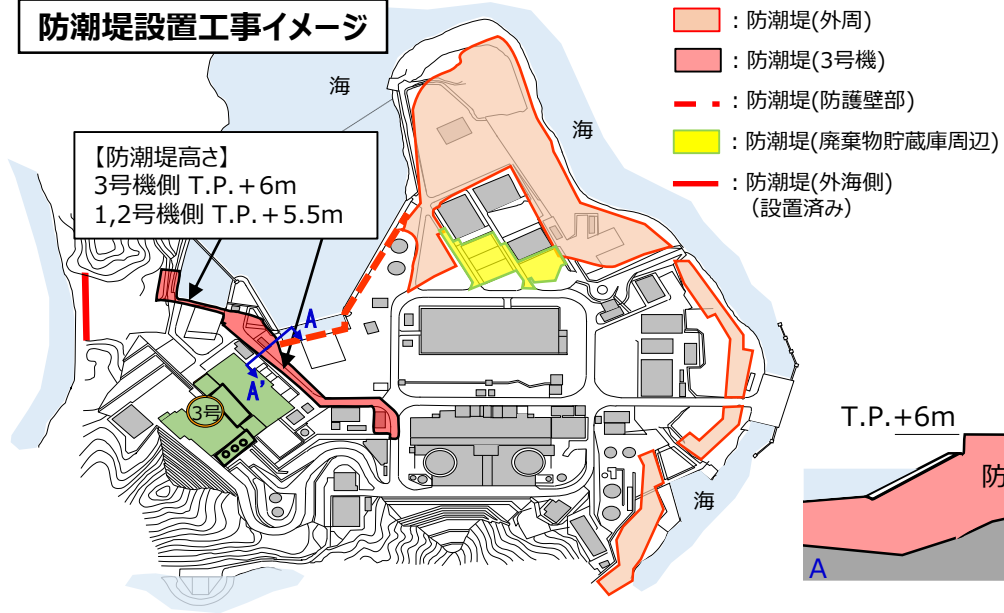 防潮堤設置工事イメージ
：防潮堤(外周)
：防潮堤(3号機)
：防潮堤(防護壁部)
：防潮堤(廃棄物貯蔵庫周辺)
：防潮堤(外海側)
（設置済み）
海
海
【防潮堤高さ】
3号機側 T.P.＋6m
1,2号機側 T.P.＋5.5m
A
A'
3号
海
T.P.+6m
防
A